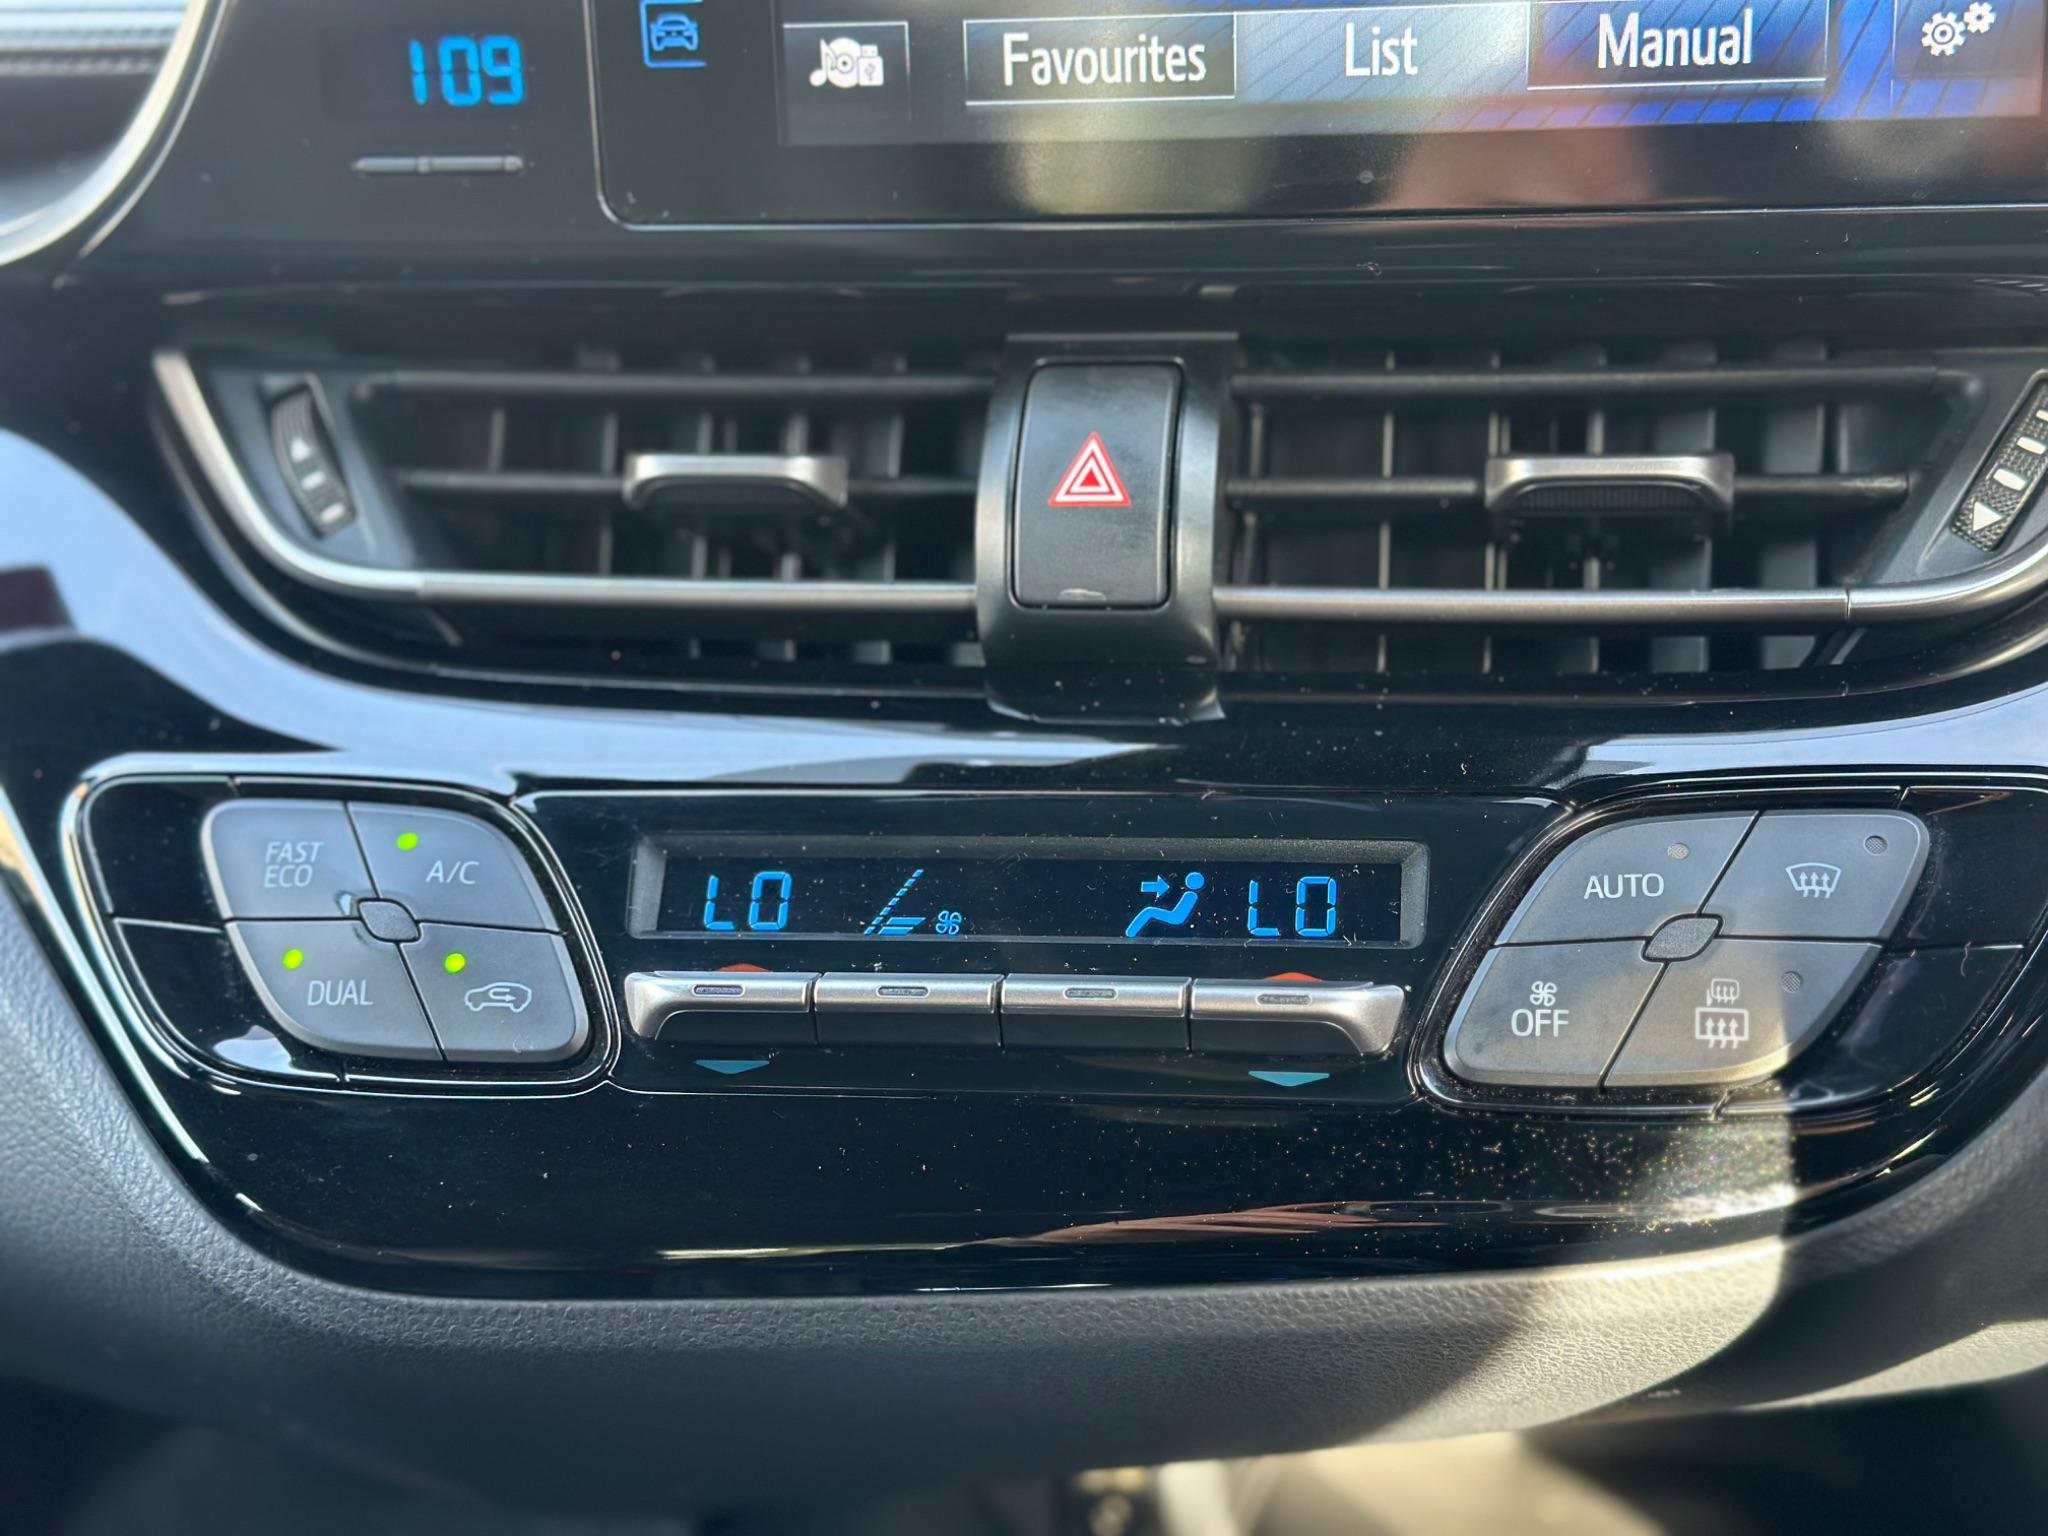 109
Favourites
List
Manual
FAST
ECO
A/C
DUAL
LO
LO
AUTO
OFF